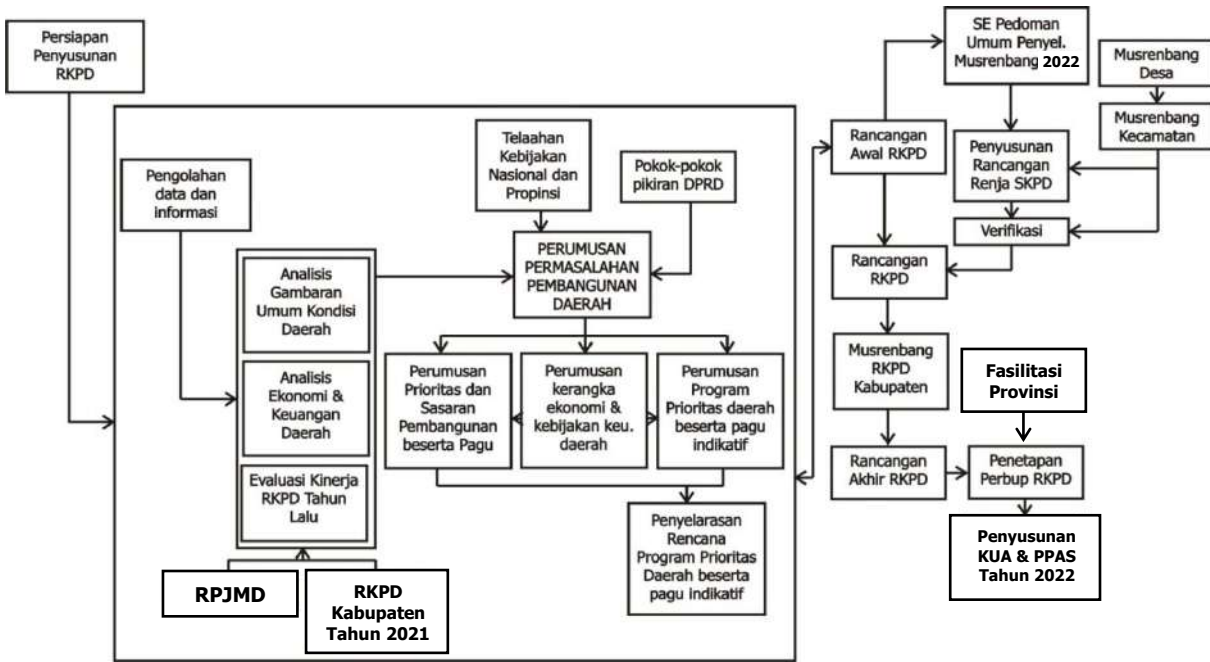 Persiapan
Penyusunan
RKPD
Pengolahan
data dan
informasi
Analisis
Gambaran
Umum Kondisi
Daerah
Analisis
Ekonomi &
Keuangan
Daerah
Evaluasi Kinerja
RKPD Tahun
Lalu
RPJMD
RKPD
Kabupaten
Tahun 2021
Telaahan
Kebijakan
Nasional dan
Propinsi
Pokok-pokok
pikiran DPRD
PERUMUSAN
PERMASALAHAN
PEMBANGUNAN
DAERAH
Perumusan
Prioritas dan
Sasaran
Pembangunan
beserta Pagu
Perumusan
kerangka
ekonomi &
kebijakan keu.
daerah
Perumusan
Program
Prioritas daerah
beserta pagu
indikatif
Penyelarasan
Rencana
Program Prioritas
Daerah beserta
pagu indikatif
Rancangan
Awal RKPD
SE Pedoman
Umum Penyel.
Musrenbang 2022
Musrenbang
Desa
Musrenbang
Kecamatan
Penyusunan
Rancangan
Renja SKPD
Verifikasi
Rancangan
RKPD
Musrenbang
RKPD
Kabupaten
Fasilitasi
Provinsi
Rancangan
Akhir RKPD
Penetapan
Perbup RKPD
Penyusunan
KUA & PPAS
Tahun 2022